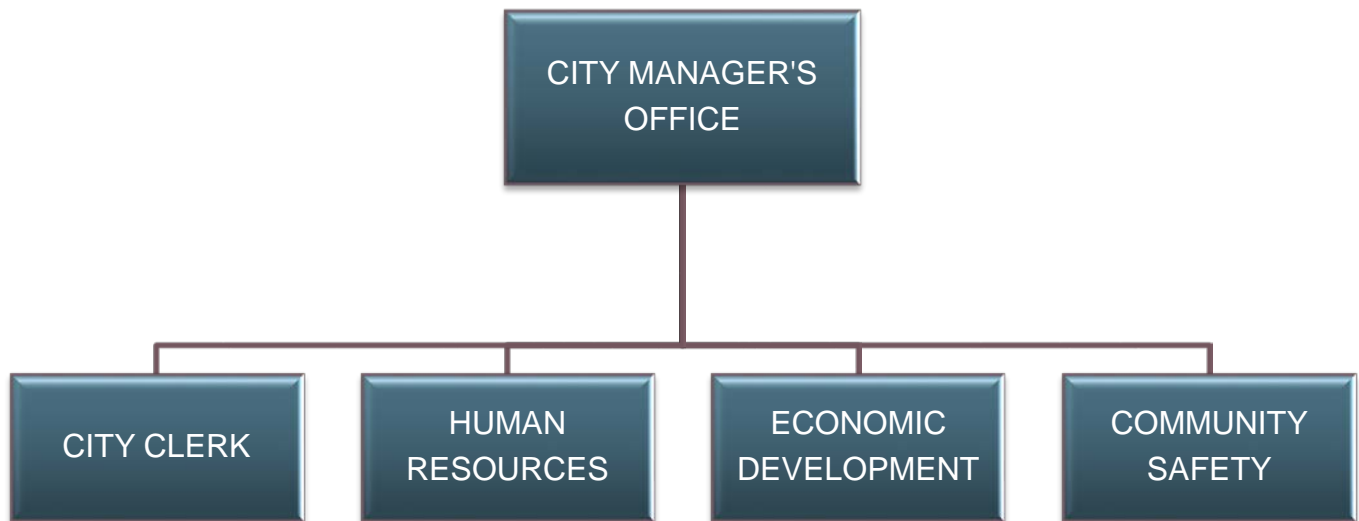 CITY MANAGER'S
OFFICE
CITY CLERK
HUMAN
RESOURCES
ECONOMIC
DEVELOPMENT
COMMUNITY
SAFETY